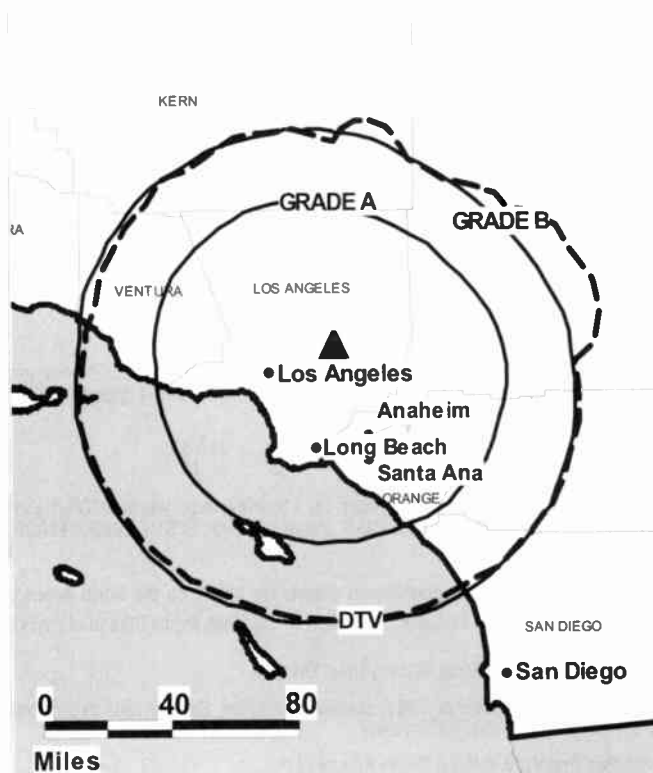 KERN
GRADE A
GRADE B
RA
VENTURA
LOS ANGELES
Los Angeles
Anaheim
Long Beach
Santa Ana
ORANGE
DTV
SAN DIEGO
San Diego
0 40 80
Miles